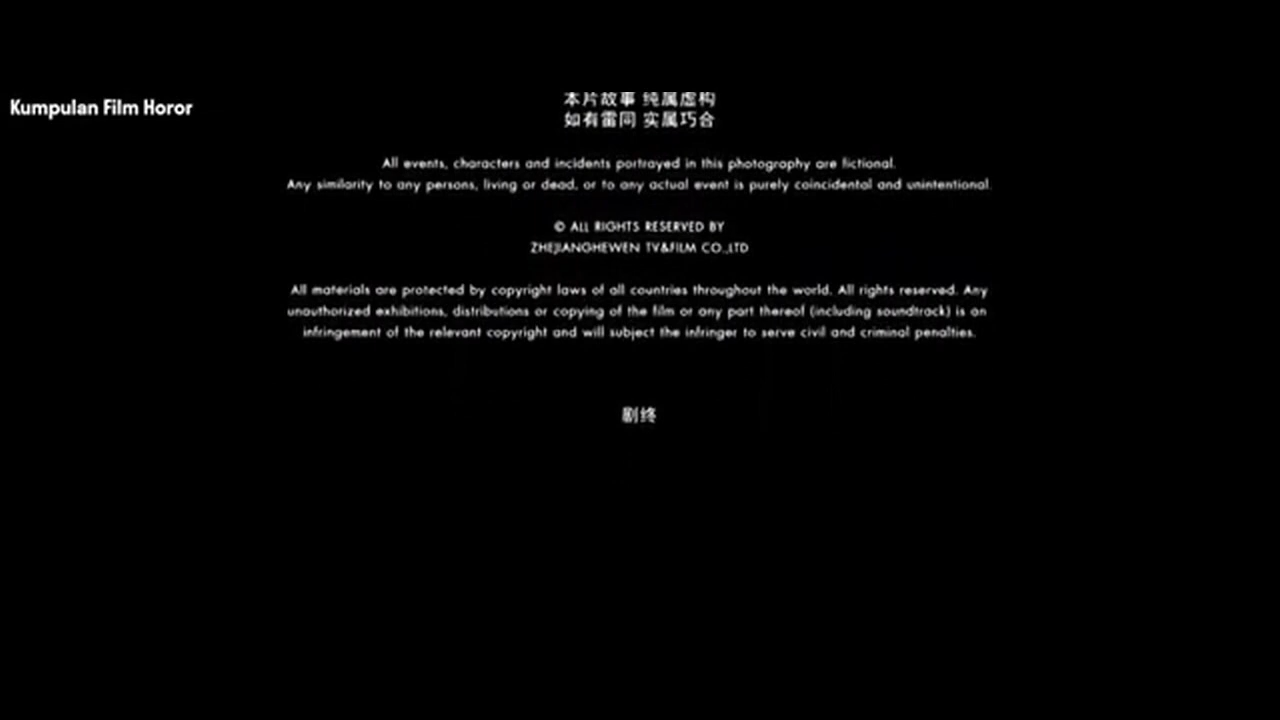 Kumpulan Film Horor
本片故事 纯属虚构
如有雷同 实属巧合
All events, characters and incidents portrayed in this photography are fictional.
Any similarity to any persons, living or dead, or to any actual event is purely coincidental and unintentional.
© ALL RIGHTS RESERVED BY
ZHEJIANGHEWEN TV&FILM CO.,LTD
All materials are protected by copyright laws of all countries throughout the world. All rights reserved. Any
unauthorized exhibitions, distributions or copying of the film or any part thereof (including soundtrack) is an
infringement of the relevant copyright and will subject the infringer to serve civil and criminal penalties.
剧终